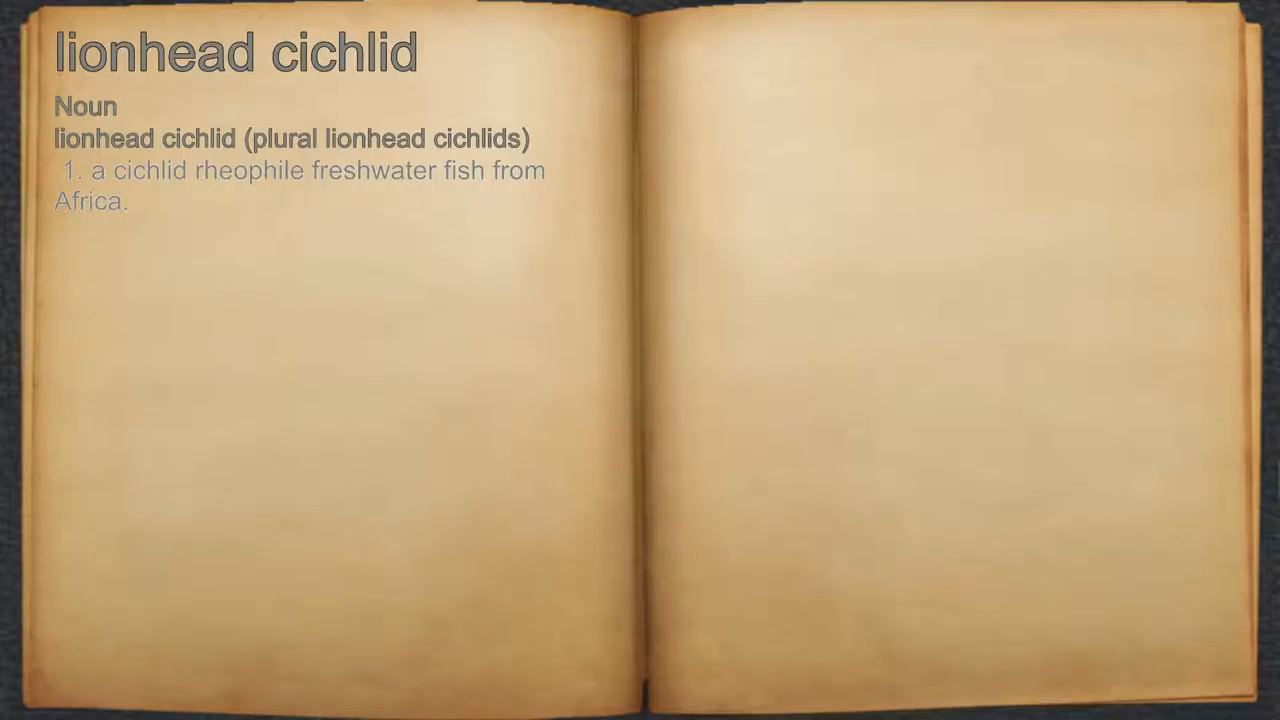 lionhead cichlid
Noun
lionhead cichlid (plural lionhead cichlids)
1. a cichlid rheophile freshwater fish from
Africa.